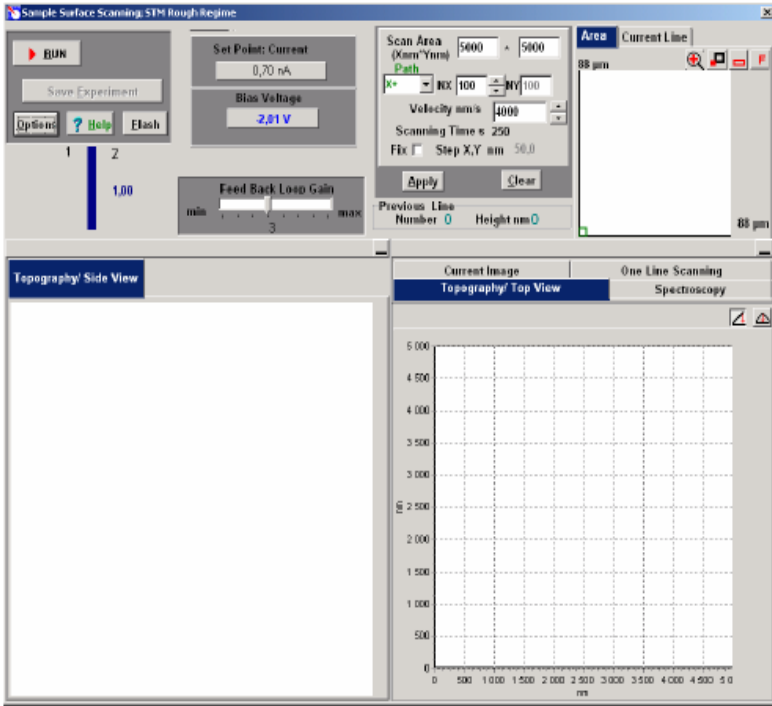 Sample Surface Scanning; STM Rough Regime
RUN
Save Experiment
Options ? Help Flash
1 2
1,00
Set Point: Current
0,70 nA
Bias Voltage
-2,01 V
Feed Back Loop Gain
min max
3
Scan Area
(Xnm*Ynm) 5000 * 5000
Path
X+ NX 100 NY 100
Velocity nm/s 4000
Scanning Time s 250
Fix Step X,Y nm 50,0
Apply Clear
Previous Line
Number 0 Height nm 0
Area Current Line
88 µm
F
88 µm
Topography/ Side View
Current Image One Line Scanning
Topography/ Top View Spectroscopy
5 000
4 500
4 000
3 500
nm
2 500
2 000
1 500
1 000
500
0
0 500 1 000 1 500 2 000 2 500 3 000 3 500 4 000 4 500 5 0
nm